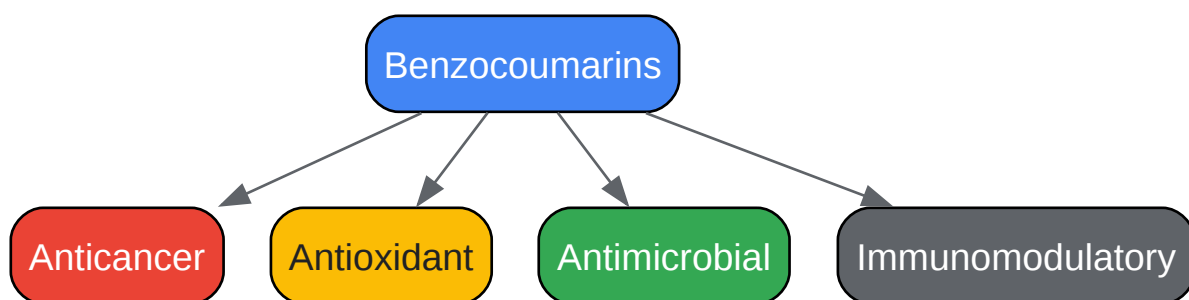 Benzocoumarins
Anticancer
Antioxidant
Antimicrobial
Immunomodulatory